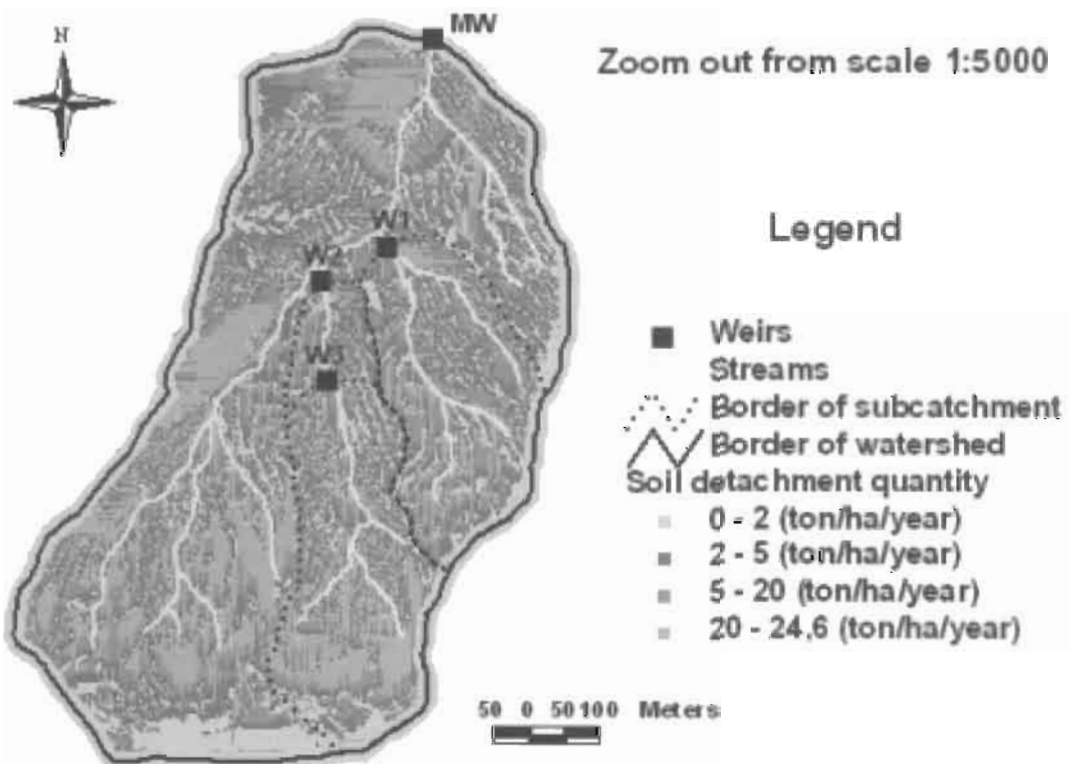 N
MW
Zoom out from scale 1:5000
W1
W2
W3
Legend
Weirs
Streams
Border of subcatchment
Border of watershed
Soil detachment quantity
0 - 2 (ton/ha/year)
2 - 5 (ton/ha/year)
5 - 20 (ton/ha/year)
20 - 24.6 (ton/ha/year)
50 0 50 100 Meters